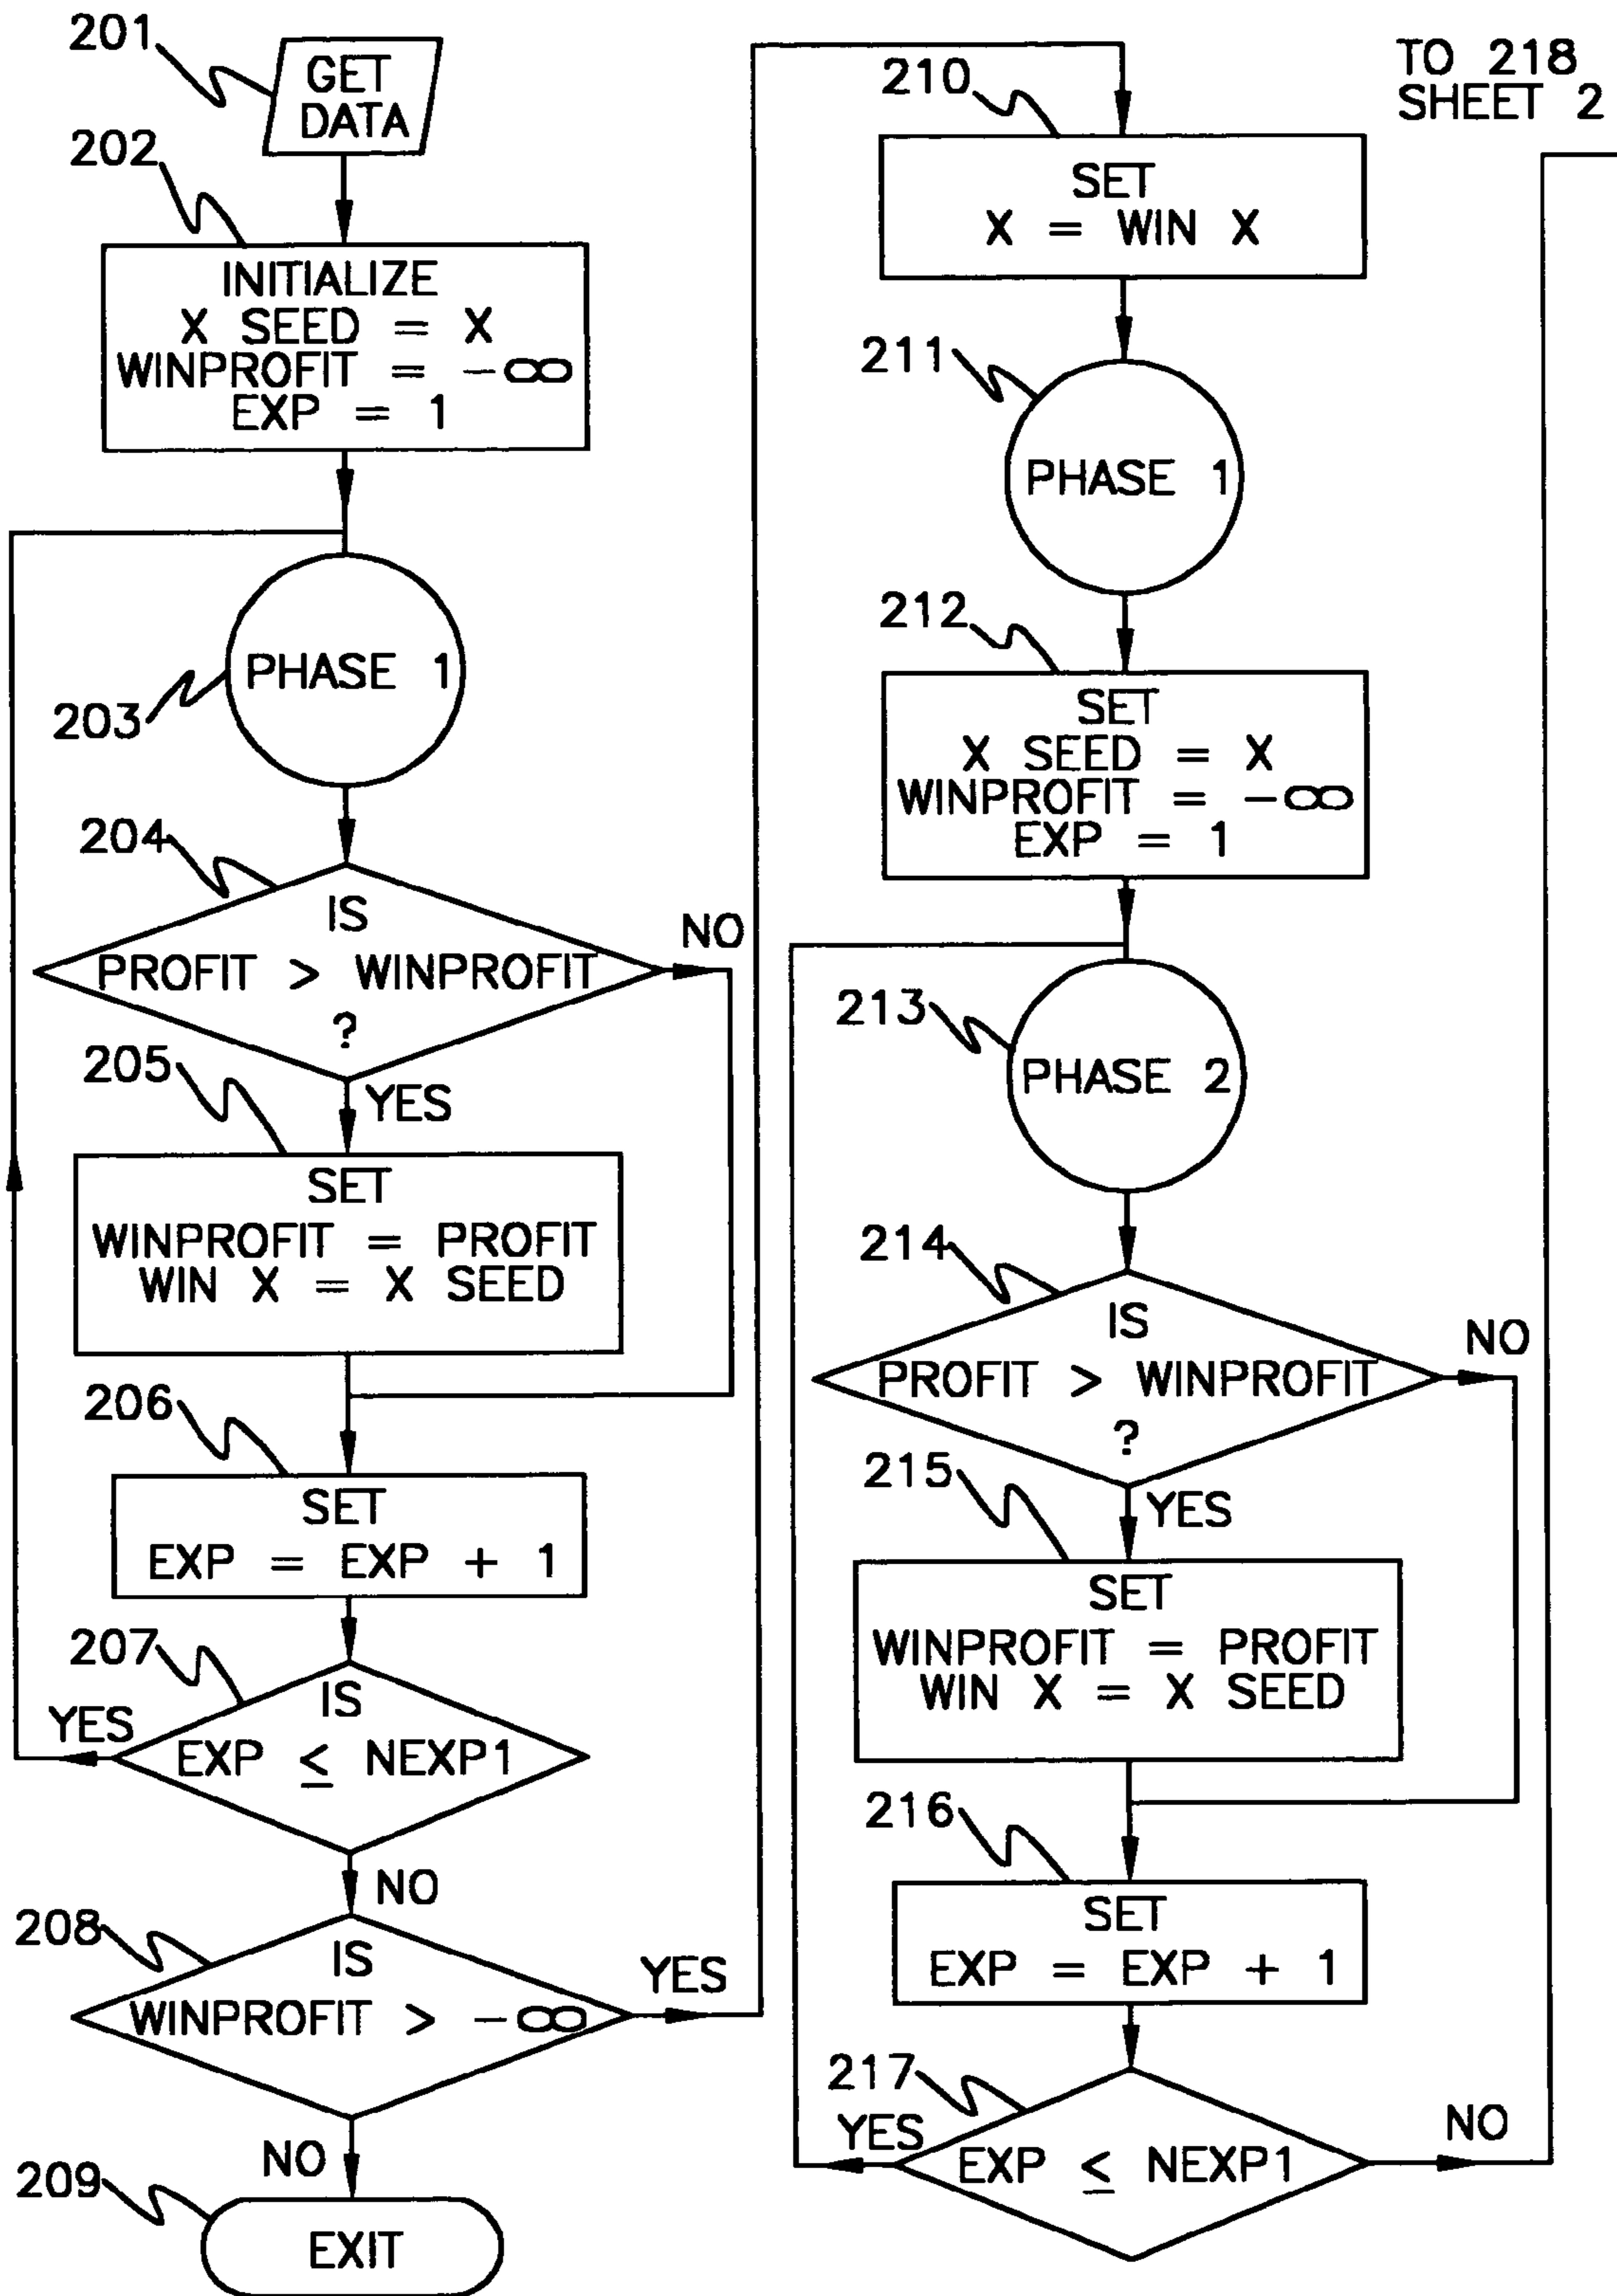 201
GET
DATA
202
INITIALIZE
X SEED = X
WINPROFIT = -∞
EXP = 1
PHASE 1
203
204
IS
PROFIT > WINPROFIT
?
NO
YES
205
SET
WINPROFIT = PROFIT
WIN X = X SEED
206
SET
EXP = EXP + 1
207
IS
EXP ≤ NEXP1
YES
NO
208
IS
WINPROFIT > -∞
YES
NO
209
EXIT
210
SET
X = WIN X
211
PHASE 1
212
SET
X SEED = X
WINPROFIT = -∞
EXP = 1
213
PHASE 2
214
IS
PROFIT > WINPROFIT
?
NO
YES
215
SET
WINPROFIT = PROFIT
WIN X = X SEED
216
SET
EXP = EXP + 1
217
YES
EXP ≤ NEXP1
NO
TO 218
SHEET 2